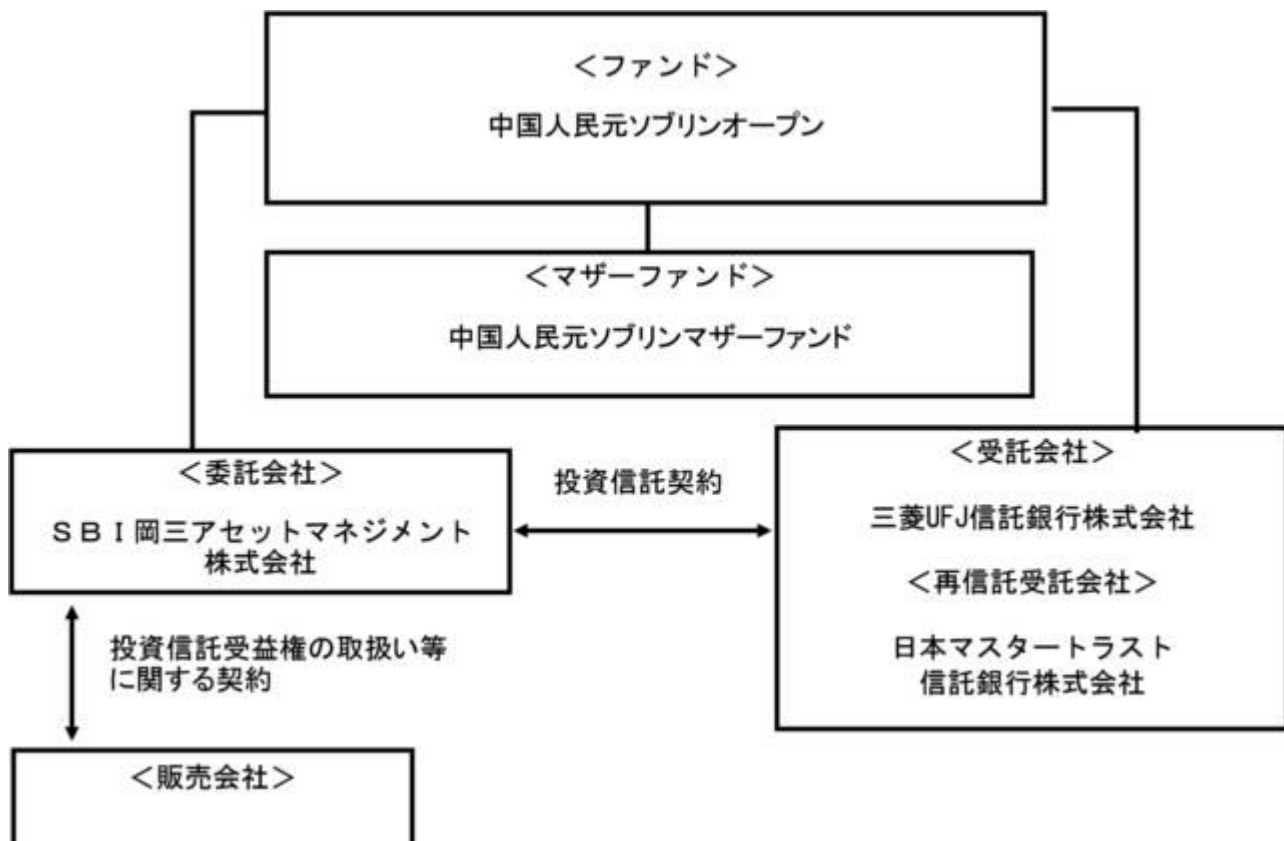 ＜ファンド＞
中国人民元ソブリンオープン
＜マザーファンド＞
中国人民元ソブリンマザーファンド
＜委託会社＞
ＳＢＩ岡三アセットマネジメント
株式会社
投資信託契約
＜受託会社＞
三菱UFJ信託銀行株式会社
＜再信託受託会社＞
日本マスタートラスト
信託銀行株式会社
投資信託受益権の取扱い等
に関する契約
＜販売会社＞